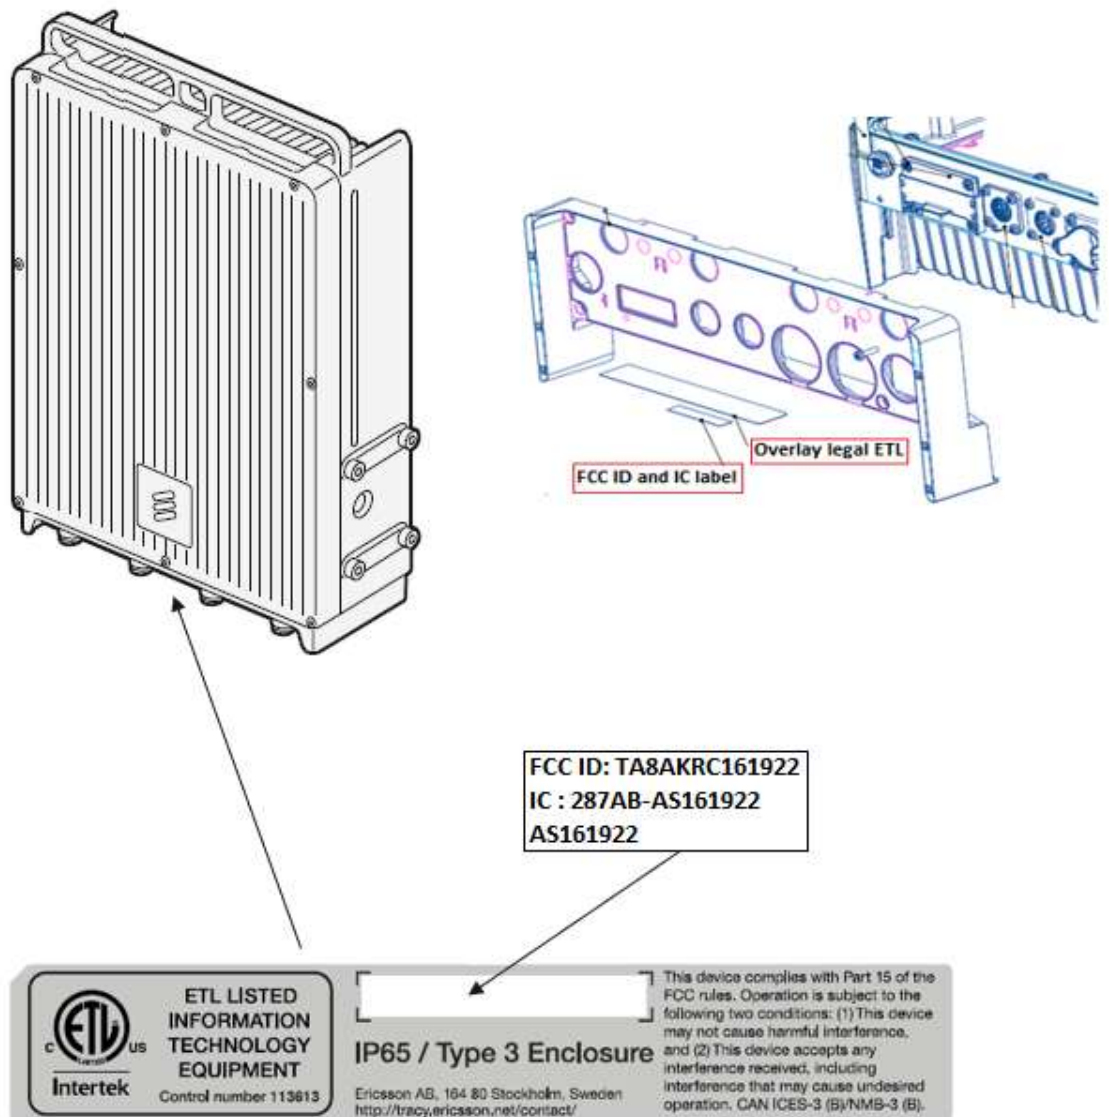 Overlay legal ETL
FCC ID and IC label
FCC ID: TA8AKRC161922
IC : 287AB-AS161922
AS161922
ETL LISTED
INFORMATION
TECHNOLOGY
EQUIPMENT
Control number 113613
c ETL us
LISTED
Intertek
IP65 / Type 3 Enclosure
Ericsson AB, 164 80 Stockholm, Sweden
http://tracy.ericsson.net/contact/
This device complies with Part 15 of the
FCC rules. Operation is subject to the
following two conditions: (1) This device
may not cause harmful interference,
and (2) This device accepts any
interference received, including
interference that may cause undesired
operation. CAN ICES-3 (B)/NMB-3 (B).